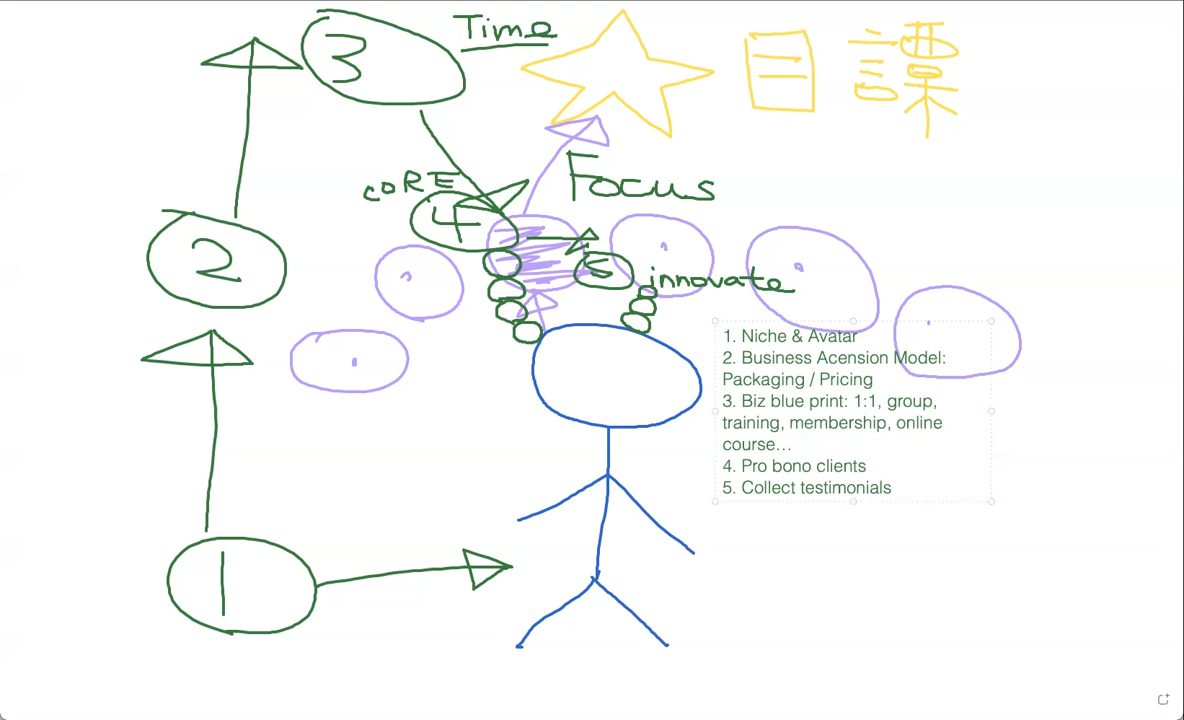 3
Time
目
CORE
Focus
4
2
5
innovate
1. Niche & Avatar
2. Business Acension Model:
Packaging / Pricing
3. Biz blue print: 1:1, group,
training, membership, online
course…
4. Pro bono clients
5. Collect testimonials
1